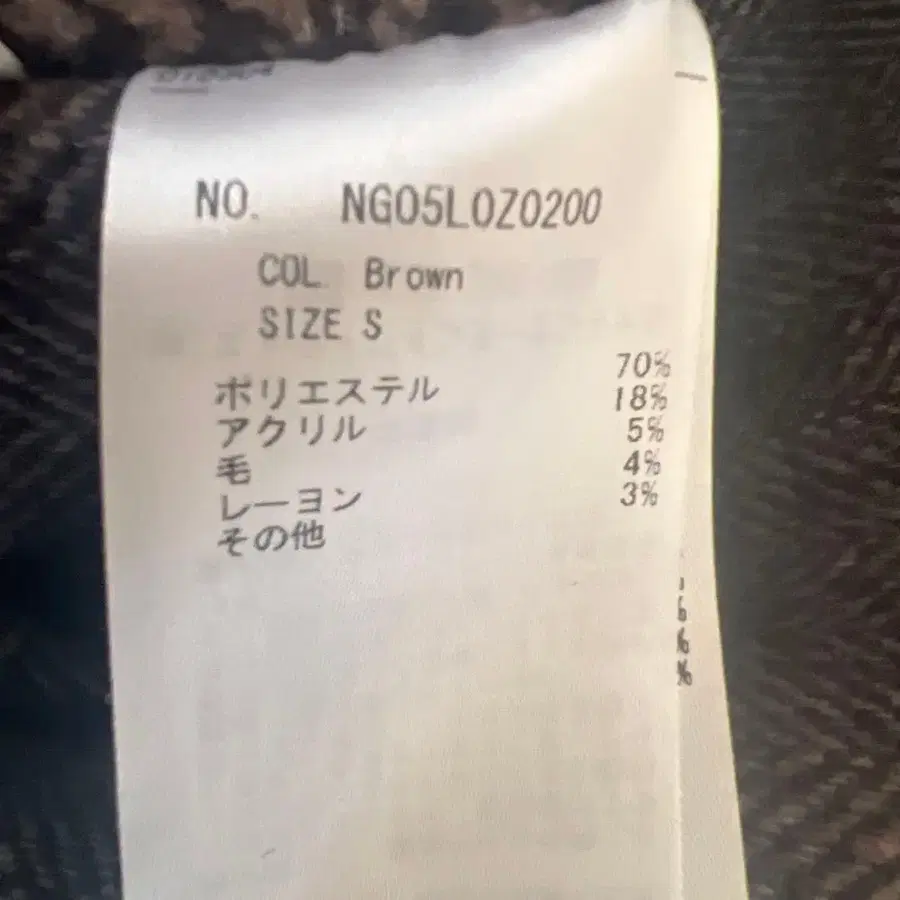 NO. NG05L0Z0200
COL Brown
SIZE S
ポリエステル 70%
アクリル 18%
毛 5%
レーヨン 4%
その他 3%
%
%